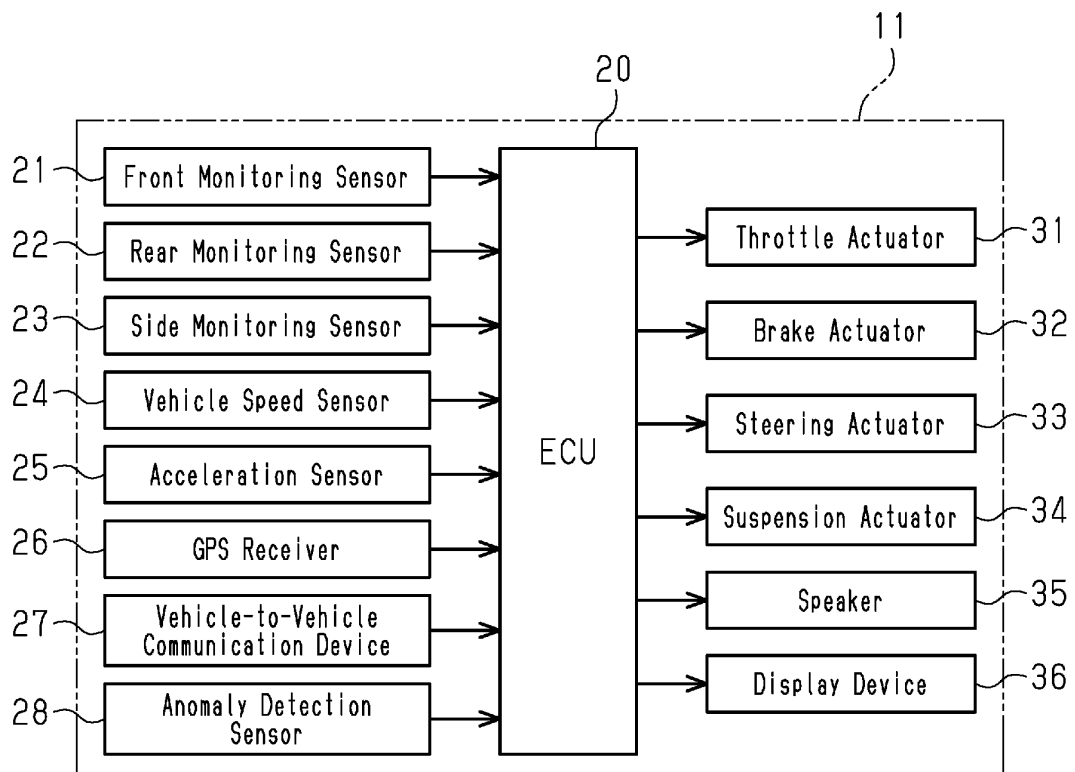 11
20
21 Front Monitoring Sensor
22 Rear Monitoring Sensor
23 Side Monitoring Sensor
24 Vehicle Speed Sensor
25 Acceleration Sensor
26 GPS Receiver
27 Vehicle-to-Vehicle
Communication Device
28 Anomaly Detection
Sensor
ECU
Throttle Actuator 31
Brake Actuator 32
Steering Actuator 33
Suspension Actuator 34
Speaker 35
Display Device 36